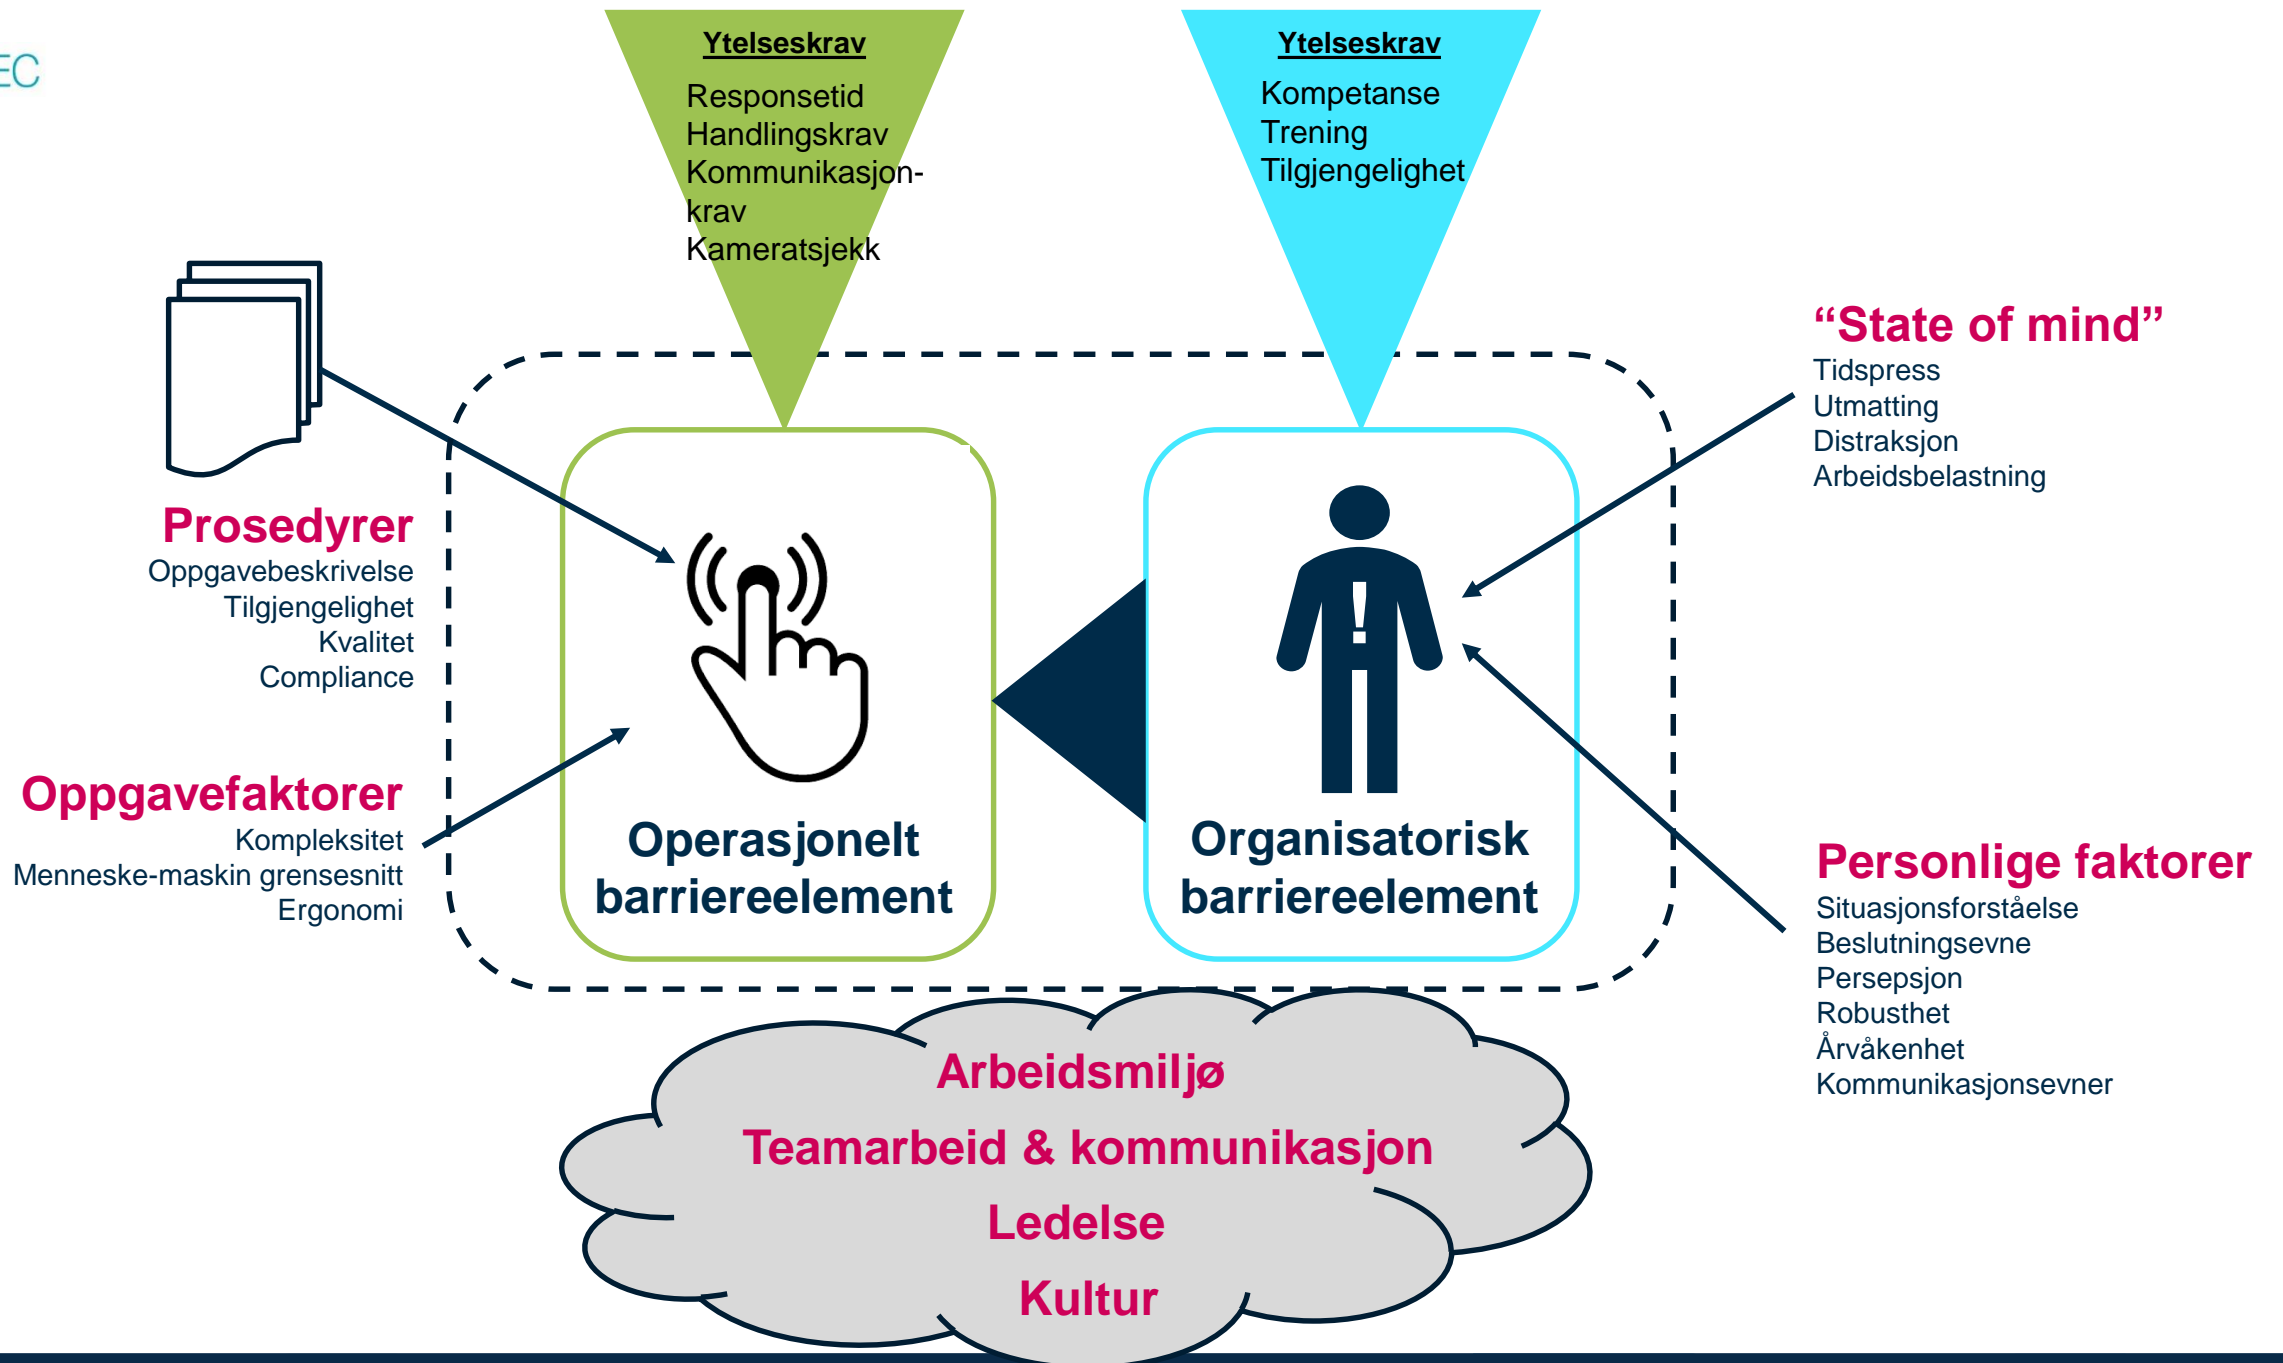 EC
Ytelseskrav
Responsetid
Handlingskrav
Kommunikasjon-
krav
Kameratsjekk
Ytelseskrav
Kompetanse
Trening
Tilgjengelighet
Prosedyrer
Oppgavebeskrivelse
Tilgjengelighet
Kvalitet
Compliance
Oppgavefaktorer
Kompleksitet
Menneske-maskin grensesnitt
Ergonomi
Operasjonelt
barriereelement
!
Organisatorisk
barriereelement
“State of mind”
Tidspress
Utmatting
Distraksjon
Arbeidsbelastning
Personlige faktorer
Situasjonsforståelse
Beslutningsevne
Persepsjon
Robusthet
Årvåkenhet
Kommunikasjonsevner
Arbeidsmiljø
Teamarbeid & kommunikasjon
Ledelse
Kultur